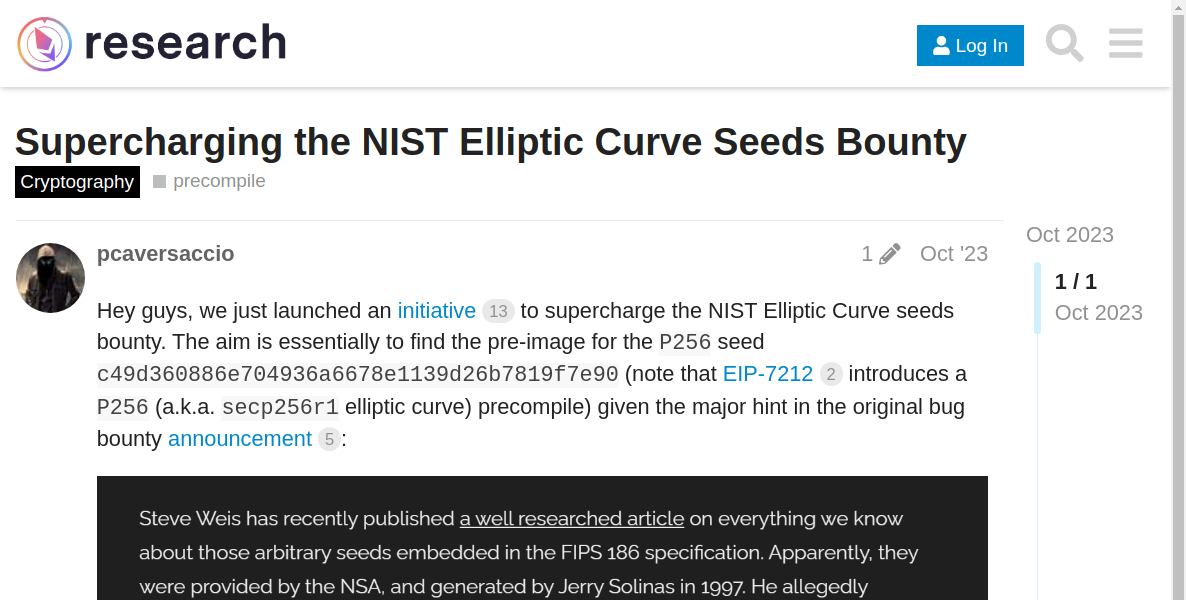 research
Log In
Supercharging the NIST Elliptic Curve Seeds Bounty
Cryptography precompile
pcaversaccio 1 Oct '23
Hey guys, we just launched an initiative 13 to supercharge the NIST Elliptic Curve seeds
bounty. The aim is essentially to find the pre-image for the P256 seed
c49d360886e704936a6678e1139d26b7819f7e90 (note that EIP-7212 2 introduces a
P256 (a.k.a. secp256r1 elliptic curve) precompile) given the major hint in the original bug
bounty announcement 5 :
Steve Weis has recently published a well researched article on everything we know
about those arbitrary seeds embedded in the FIPS 186 specification. Apparently, they
were provided by the NSA, and generated by Jerry Solinas in 1997. He allegedly
Oct 2023
1 / 1
Oct 2023